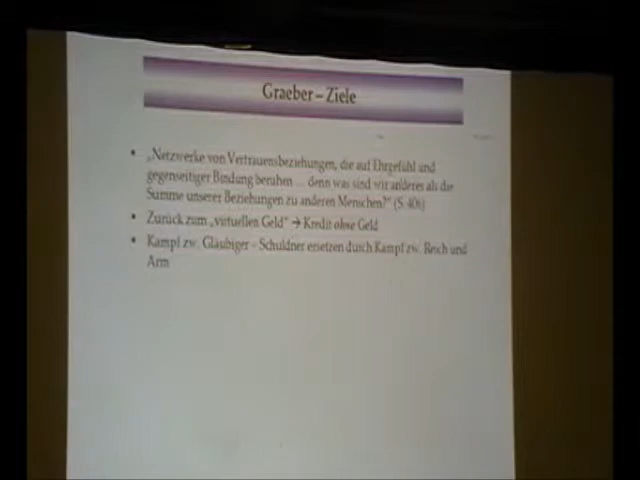 Graeber – Ziele
• „Netzwerke von Vertrauensbeziehungen, die auf Ehrgefühl und
gegenseitiger Bindung beruhen ... denn was sind wir anderes als die
Summe unserer Beziehungen zu anderen Menschen?" (S. 406)
• Zurück zum „virtuellen Geld" → Kredit ohne Geld
• Kampf zw. Gläubiger – Schuldner ersetzen durch Kampf zw. Reich und
Arm